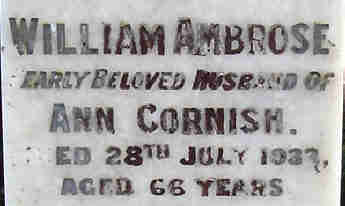 WILLIAM AMBROSE
EARLY BELOVED HUSBAND OF
ANN CORNISH.
ED 28TH JULY
AGED 66 YEARS